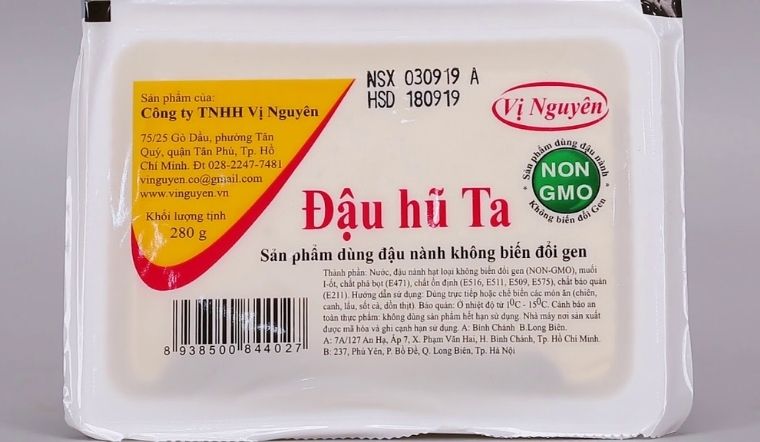 NSX 030919 A
HSD 180919
Sản phẩm của:
Công ty TNHH Vị Nguyên
75/25 Gò Dầu, phường Tân
Quý, quận Tân Phú, Tp. Hồ
Chí Minh. Đt 028-2247-7481
vinguyen.co@gmail.com
www.vinguyen.vn
Khối lượng tịnh
280 g
Vị Nguyên
Sản phẩm dùng đậu nành
NON
GMO
Không biến đổi Gen
Đậu hũ Ta
Sản phẩm dùng đậu nành không biến đổi gen
Thành phần: Nước, đậu nành hạt loại không biến đổi gen (NON-GMO), muối
I-ốt, chất phá bọt (E471), chất ổn định (E516, E511, E509, E575), chất bảo quản
(E211). Hướng dẫn sử dụng: Dùng trực tiếp hoặc chế biến các món ăn (chiên,
canh, lẩu, sốt cà, dồn thịt). Bảo quản: Ở nhiệt độ từ 1⁰C - 15⁰C. Cảnh báo an
toàn thực phẩm: không dùng sản phẩm hết hạn sử dụng. Nhà máy nơi sản xuất
được mã hóa và ghi cạnh hạn sử dụng. A: Bình Chánh B.Long Biên.
A: 7A/127 An Hạ, Ấp 7, X. Phạm Văn Hai, H. Bình Chánh, Tp. Hồ Chí Minh.
B: 237, Phú Yên, P. Bồ Đề, Q. Long Biên, Tp. Hà Nội
8 938500 844027